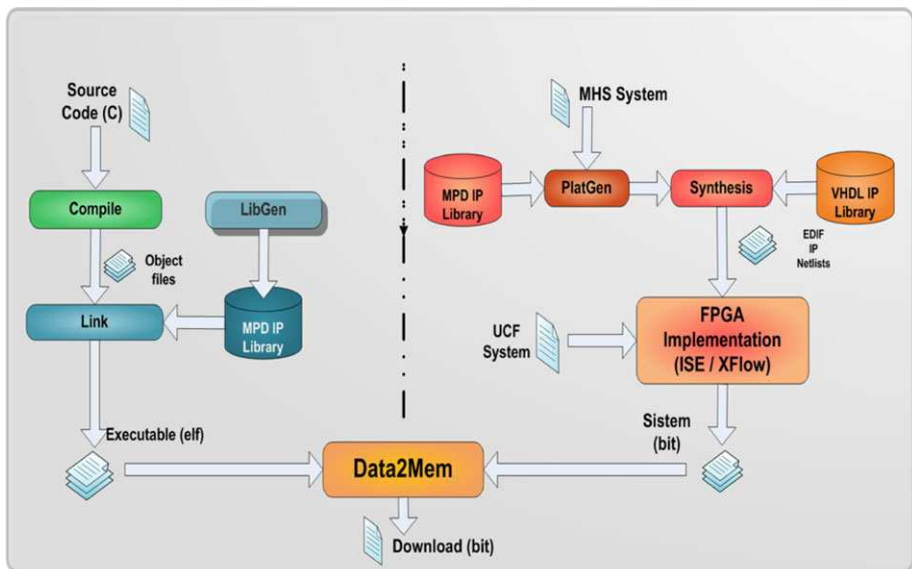 Source
Code (C)
Compile
LibGen
Object
files
Link
MPD IP
Library
Executable (elf)
MHS System
MPD IP
Library
PlatGen
Synthesis
VHDL IP
Library
EDIF
IP
Netlists
UCF
System
FPGA
Implementation
(ISE / XFlow)
Sistem
(bit)
Data2Mem
Download (bit)